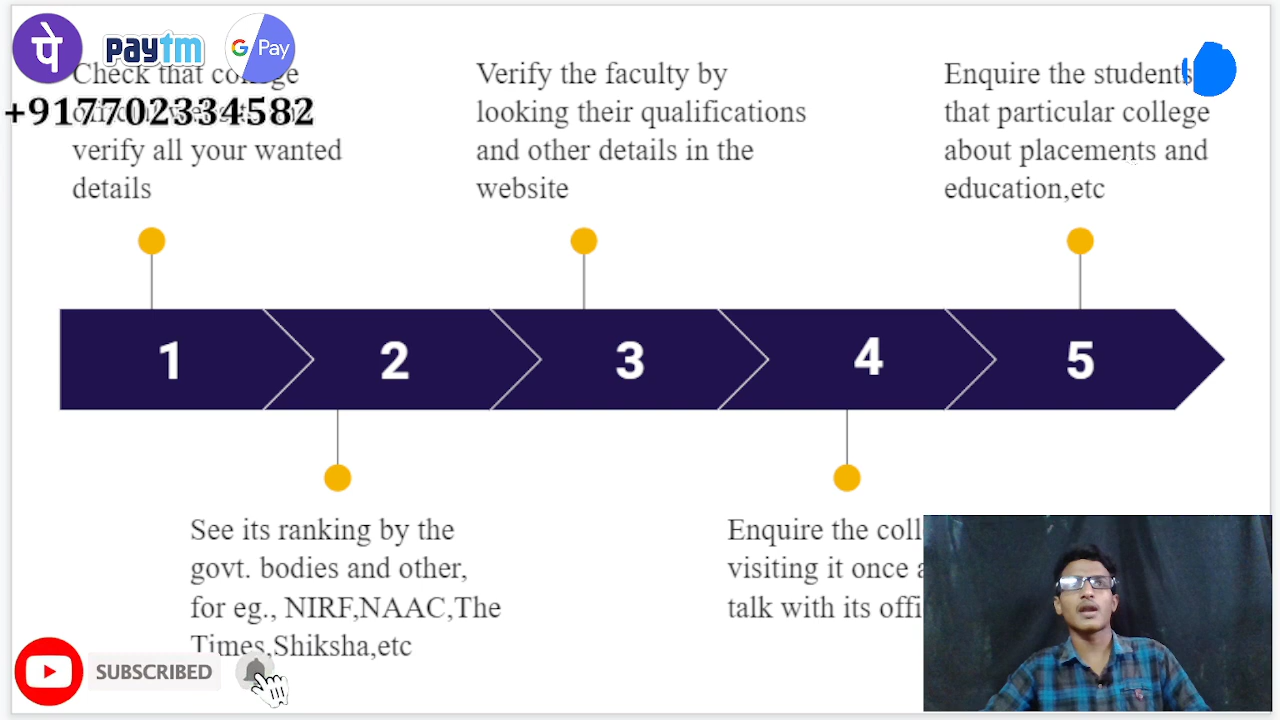 पे
paytm
G Pay
+917702334582
Check that college
verify all your wanted
details
Verify the faculty by
looking their qualifications
and other details in the
website
Enquire the students
that particular college
about placements and
education,etc
1
2
3
4
5
See its ranking by the
govt. bodies and other,
for eg., NIRF,NAAC,The
Times,Shiksha,etc
Enquire the
visiting it once
talk with its
SUBSCRIBED